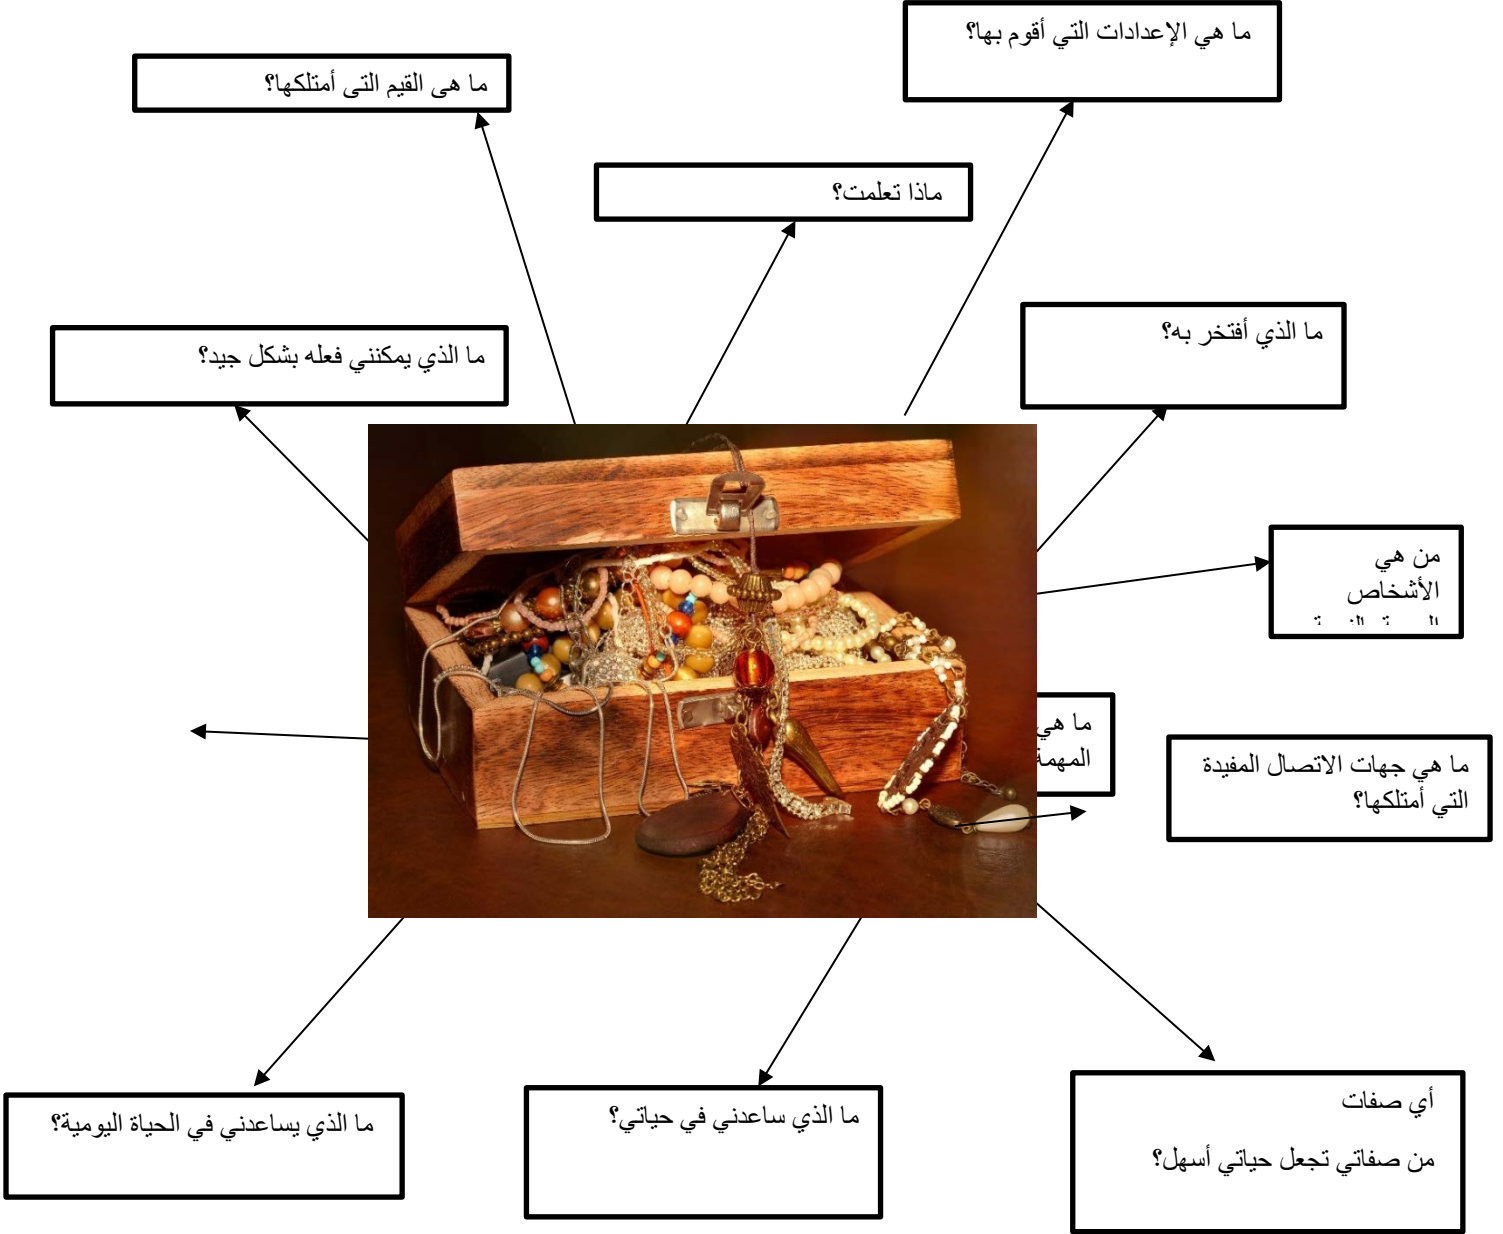 ما هي الإعدادات التي أقوم بها؟
ما هى القيم التى أمتلكها؟
ماذا تعلمت؟
ما الذي أفتخر به؟
ما الذي يمكنني فعله بشكل جيد؟
من هي
الأشخاص
ما هي
المهمة
ما هي جهات الاتصال المفيدة
التي أمتلكها؟
أي صفات
من صفاتي تجعل حياتي أسهل؟
ما الذي ساعدني في حياتي؟
ما الذي يساعدني في الحياة اليومية؟